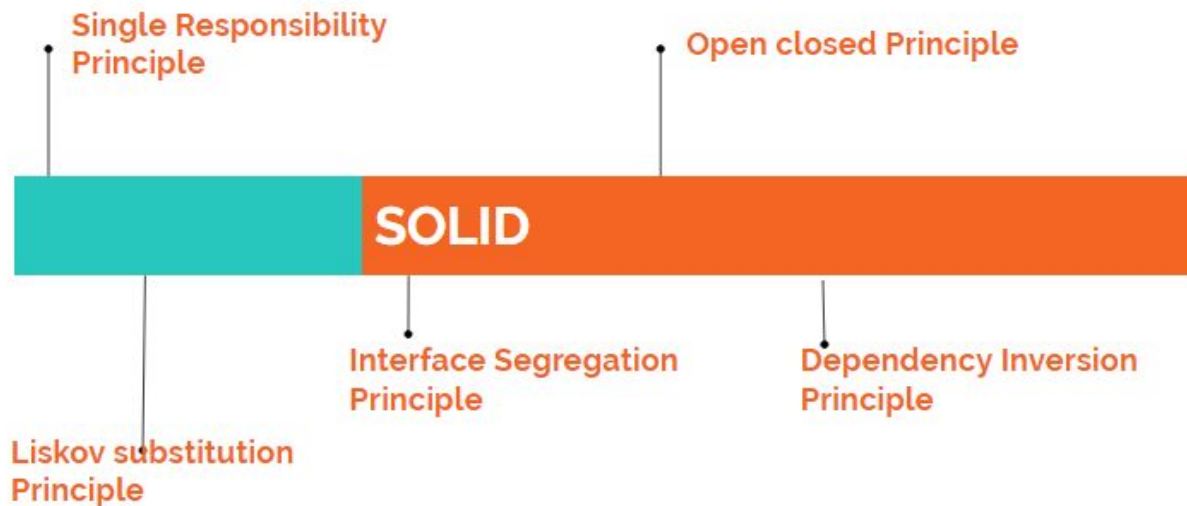 Single Responsibility
Principle
Open closed Principle
SOLID
Interface Segregation
Principle
Dependency Inversion
Principle
Liskov substitution
Principle